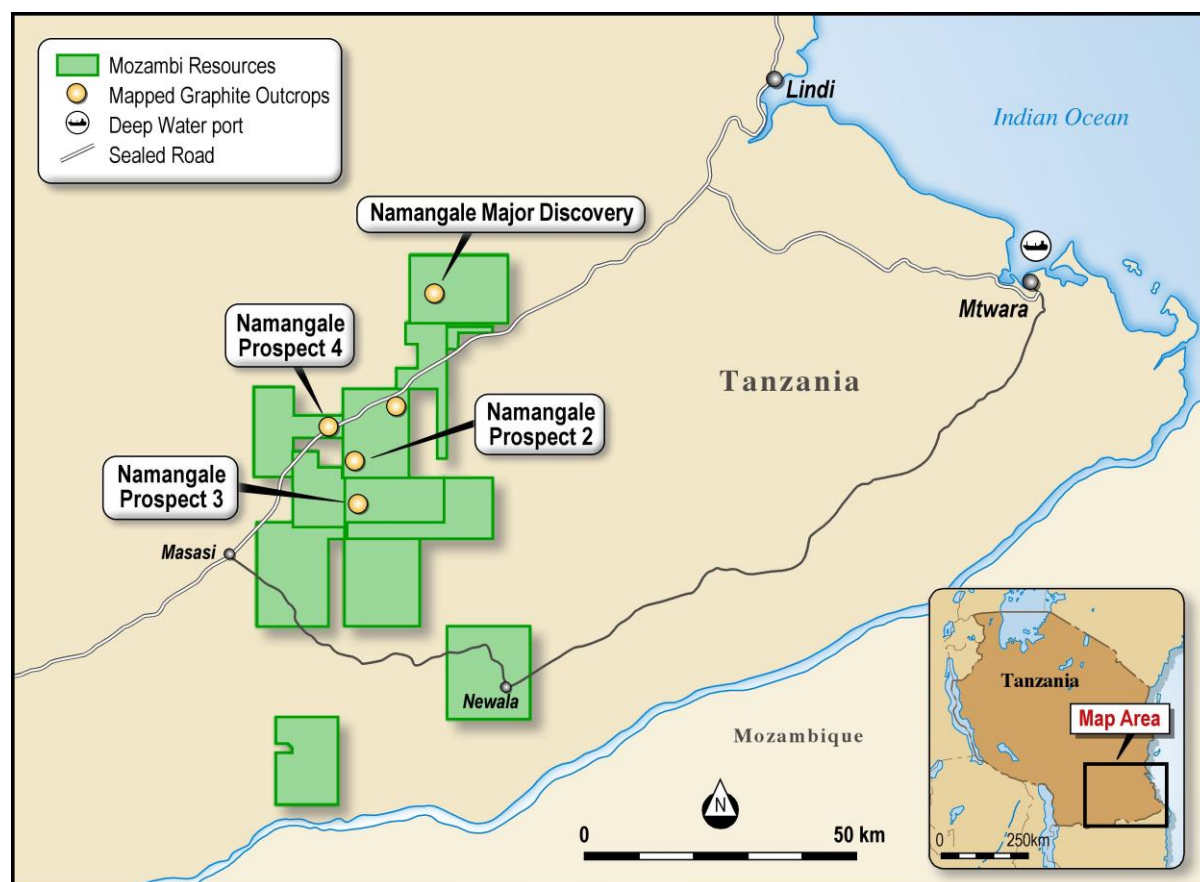 Mozambi Resources
Mapped Graphite Outcrops
Deep Water port
Sealed Road
Lindi
Indian Ocean
Namangale Major Discovery
Mtwara
Namangale
Prospect 4
Tanzania
Namangale
Prospect 2
Namangale
Prospect 3
Masasi
Newala
Mozambique
N
0
50 km
Tanzania
Map Area
0
250km